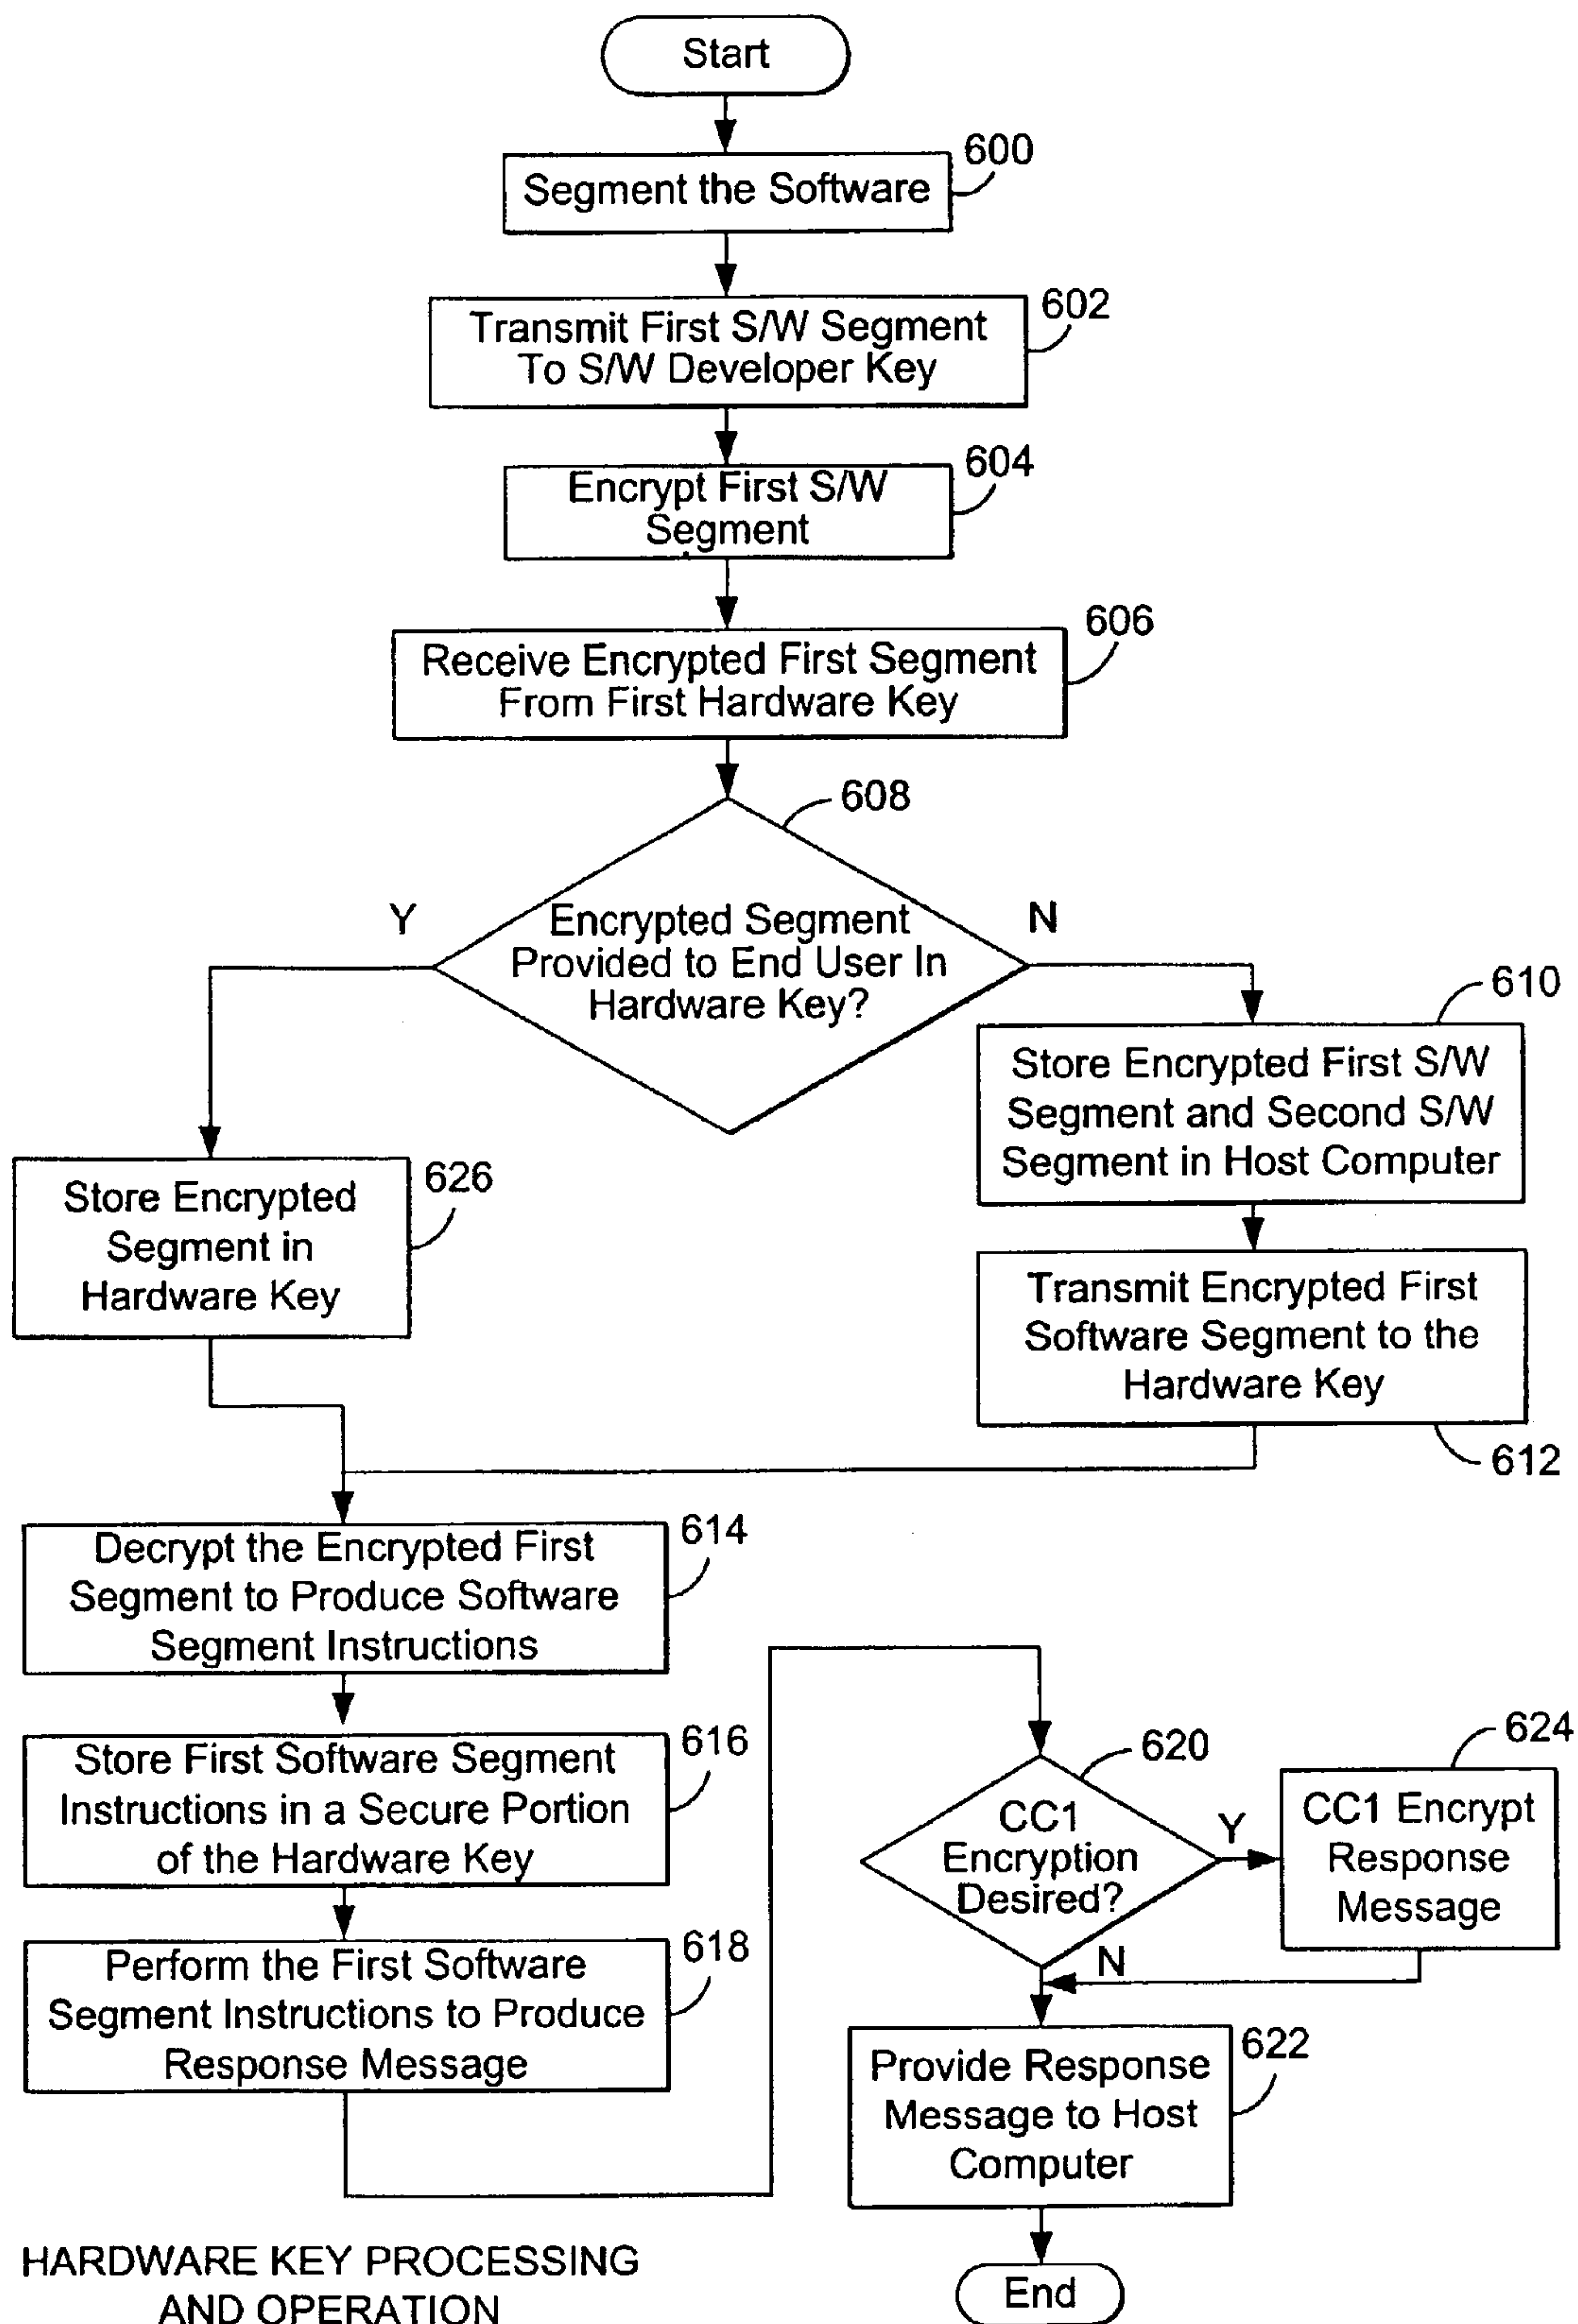 Start
600
Segment the Software
602
Transmit First S/W Segment
To S/W Developer Key
604
Encrypt First S/W
Segment
606
Receive Encrypted First Segment
From First Hardware Key
608
Y
N
Encrypted Segment
Provided to End User In
Hardware Key?
610
Store Encrypted First S/W
Segment and Second S/W
Segment in Host Computer
626
Store Encrypted
Segment in
Hardware Key
Transmit Encrypted First
Software Segment to the
Hardware Key
612
614
Decrypt the Encrypted First
Segment to Produce Software
Segment Instructions
616
Store First Software Segment
Instructions in a Secure Portion
of the Hardware Key
618
Perform the First Software
Segment Instructions to Produce
Response Message
620
CC1
Encryption
Desired?
Y
N
624
CC1 Encrypt
Response
Message
622
Provide Response
Message to Host
Computer
End
HARDWARE KEY PROCESSING
AND OPERATION